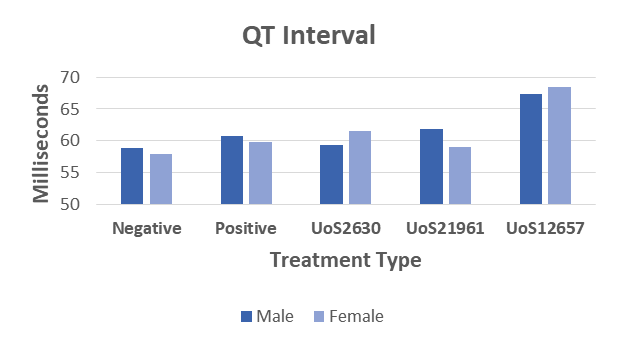 QT Interval
Milliseconds
70
65
60
55
50
Negative Positive UoS2630 UoS21961 UoS12657
Treatment Type
Male Female